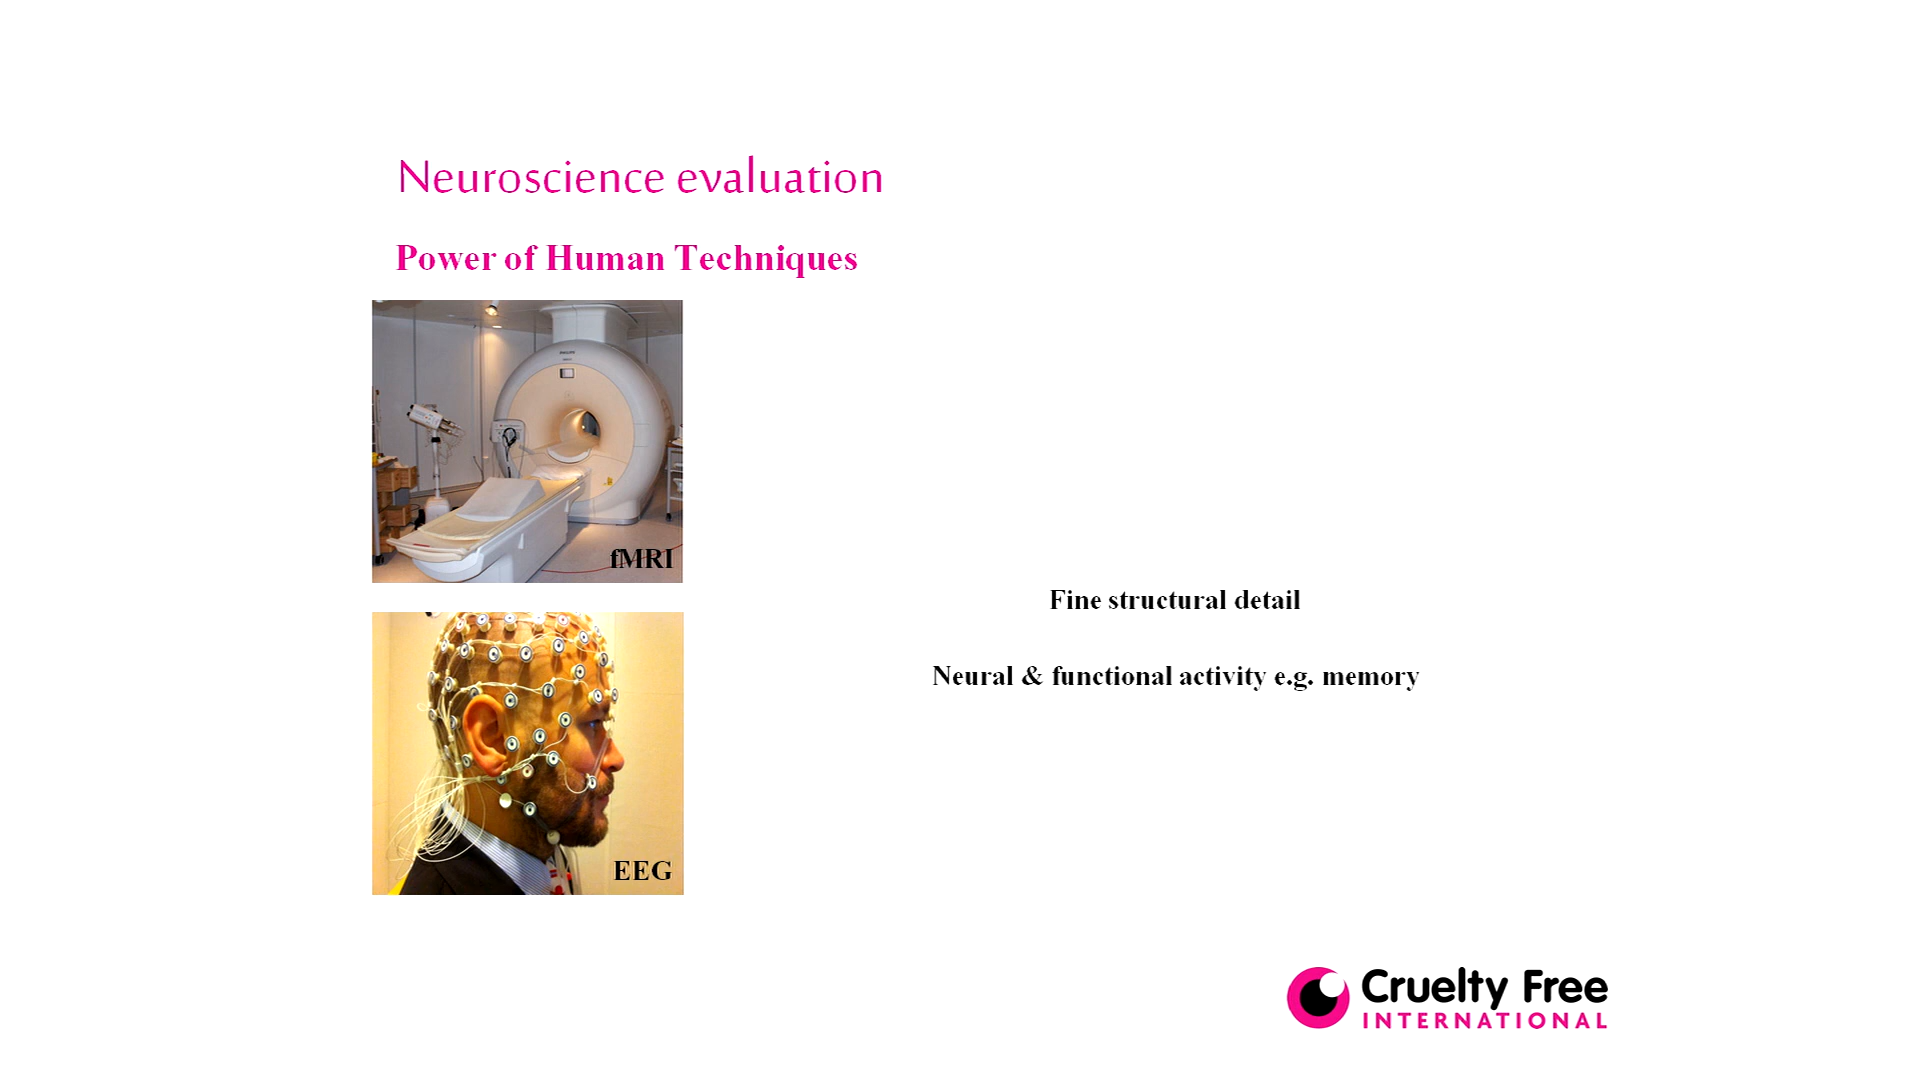 Neuroscience evaluation
Power of Human Techniques
fMRI
Fine structural detail
Neural & functional activity e.g. memory
EEG
Cruelty Free
INTERNATIONAL